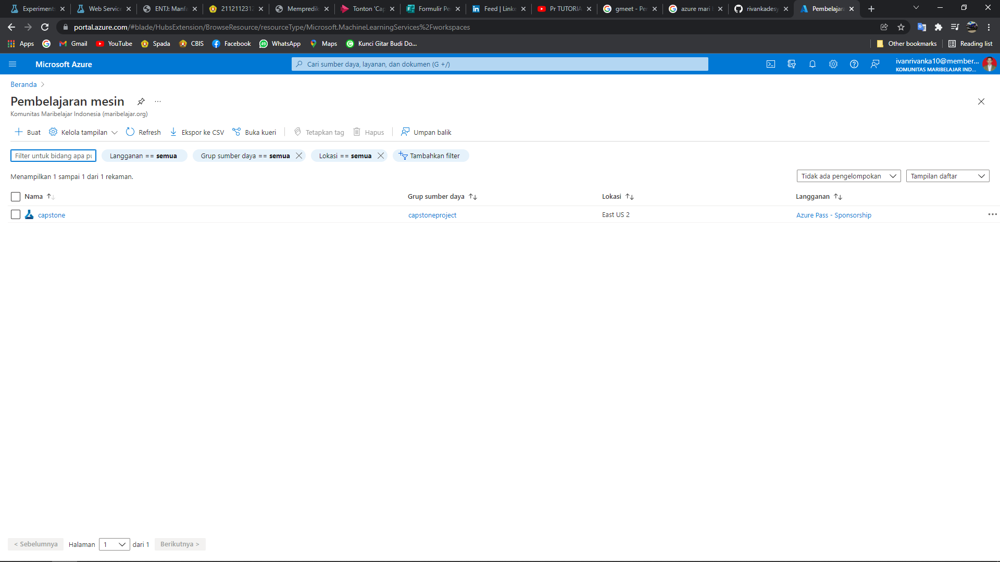 Experiments
Web Service
ENTJ: Manfa
2112112312
Mempredik
Tonton 'Cap
Formulir Pe
Feed | Linke
Pr TUTORIA
gmeet - Per
azure mari b
rivankadesy
Pembelajara
portal.azure.com/#blade/HubsExtension/BrowseResource/resourceType/Microsoft.MachineLearningServices%2Fworkspaces
Apps
Gmail
YouTube
Spada
CBIS
Facebook
49
WhatsApp
Maps
Kunci Gitar Budi Do...
Other bookmarks
Reading list
Microsoft Azure
Cari sumber daya, layanan, dan dokumen (G +/)
ivanrivanka10@member...
KOMUNITAS MARIBELAJAR IND...
Beranda
Pembelajaran mesin
Komunitas Maribelajar Indonesia (maribelajar.org)
Buat
Kelola tampilan
Refresh
Ekspor ke CSV
Buka kueri
Tetapkan tag
Hapus
Umpan balik
Filter untuk bidang apa pu
Langganan == semua
Grup sumber daya == semua
Lokasi == semua
Tambahkan filter
Menampilkan 1 sampai 1 dari 1 rekaman.
Tidak ada pengelompokan
Tampilan daftar
Nama
Grup sumber daya
Lokasi
Langganan
capstone
capstoneproject
East US 2
Azure Pass - Sponsorship
< Sebelumnya
Halaman
1
dari 1
Berikutnya >